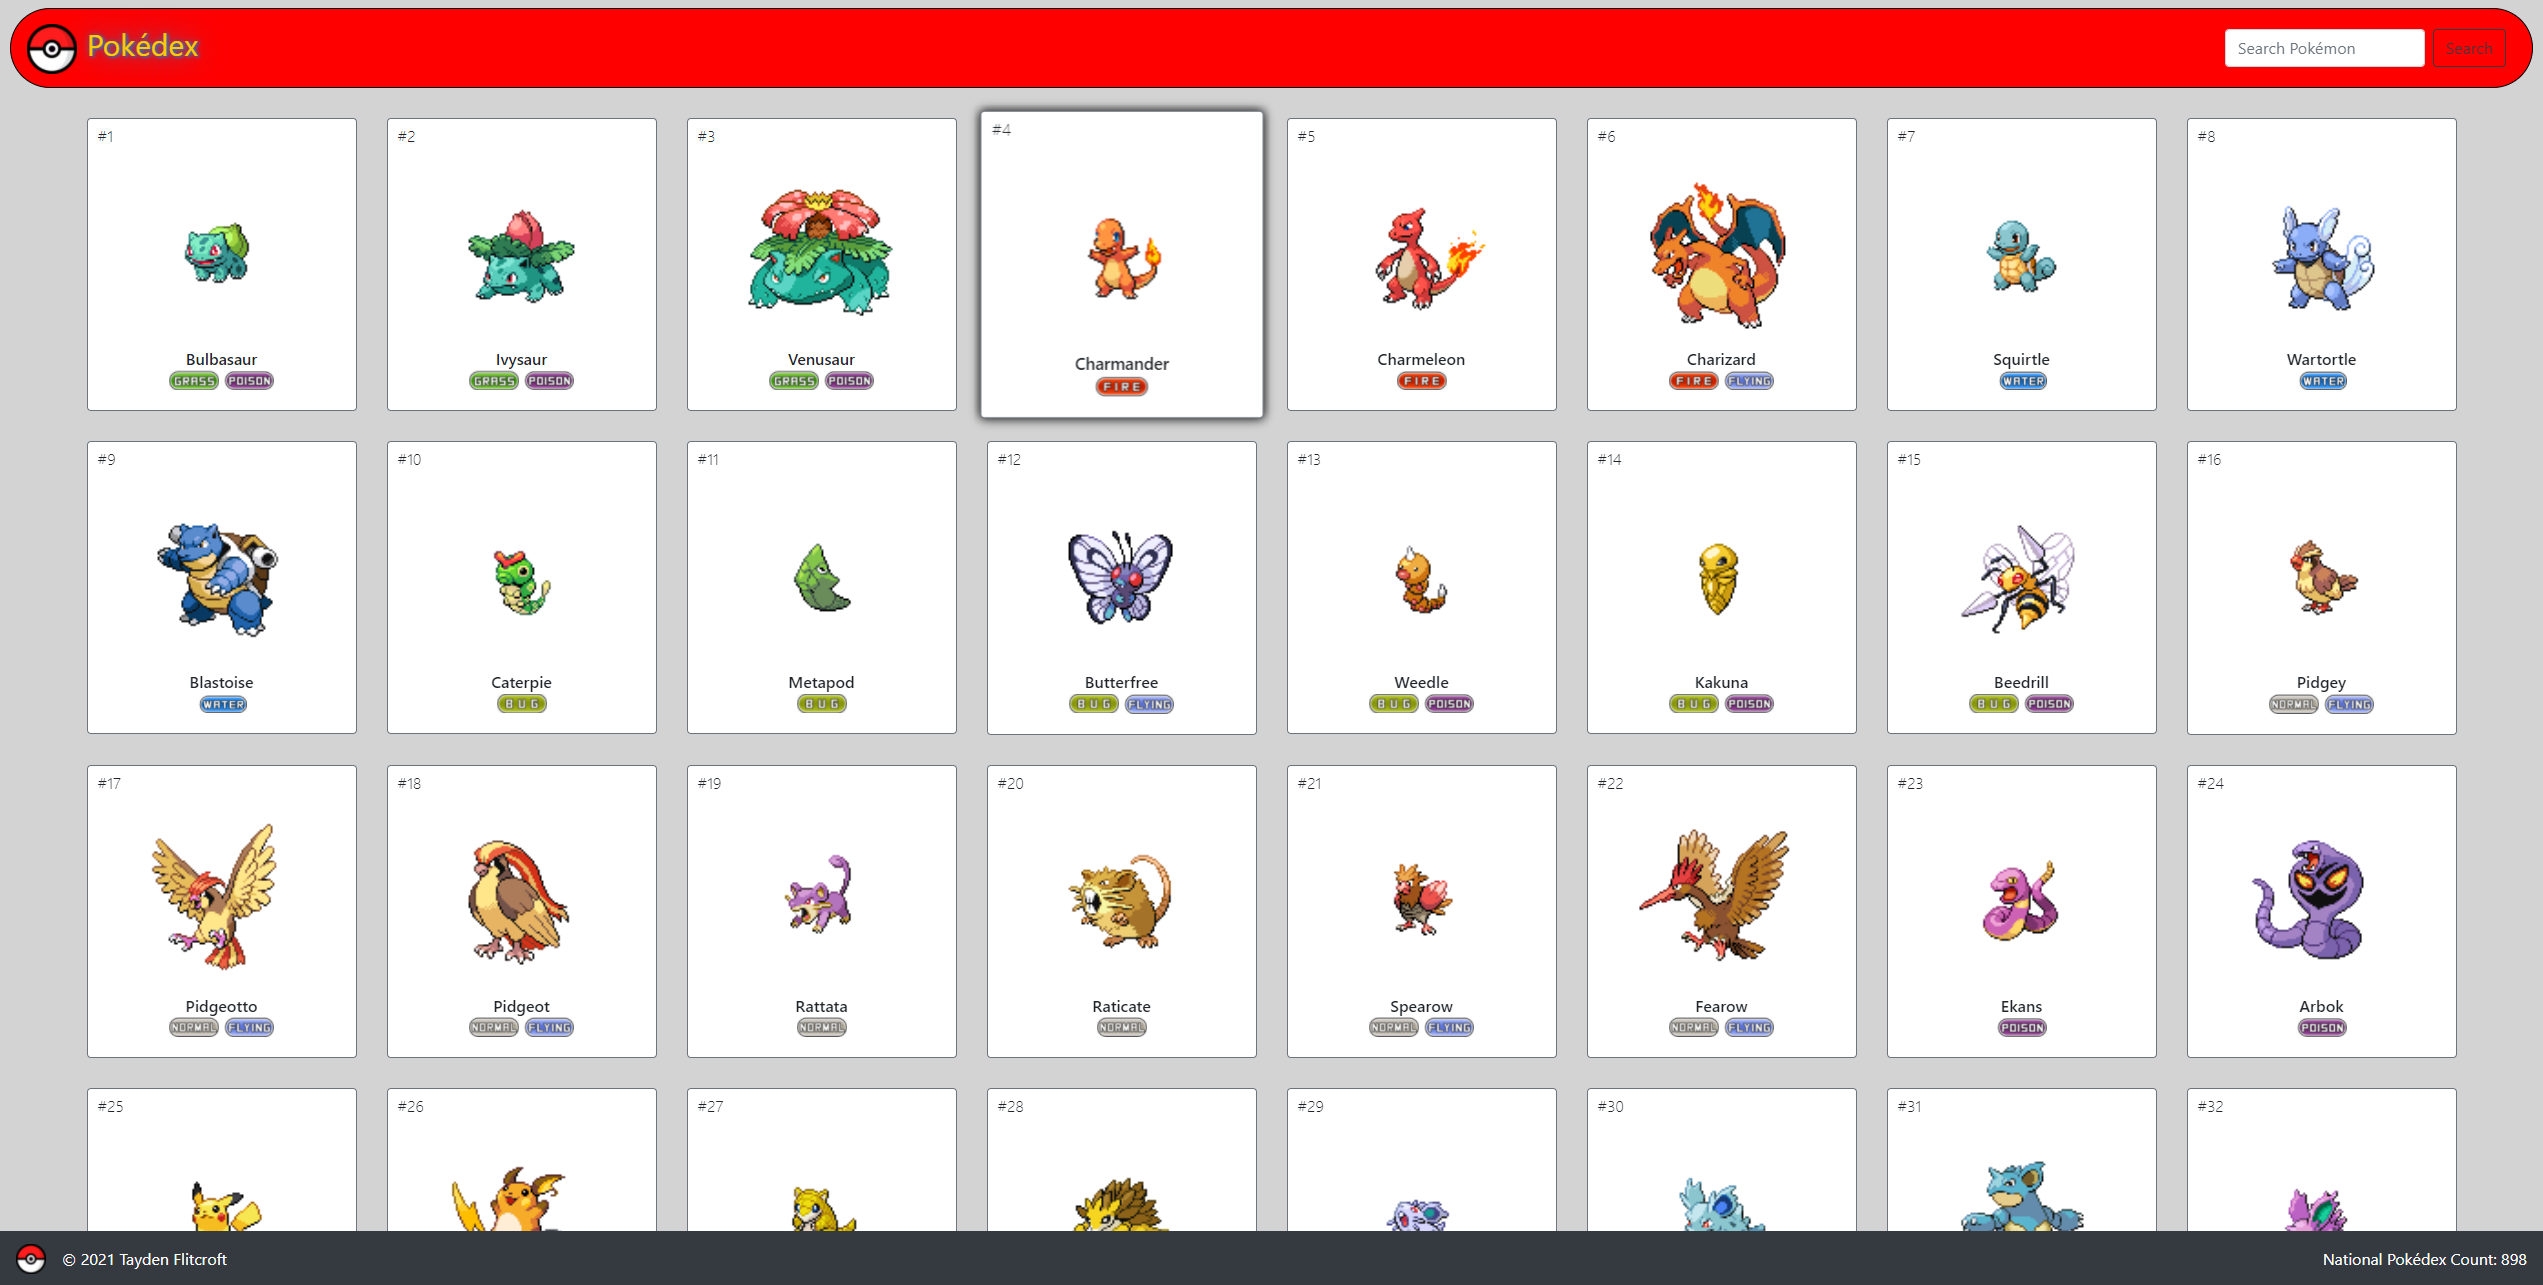 Pokédex
Search Pokémon
Search
#1
Bulbasaur
GRASS POISON
#2
Ivysaur
GRASS POISON
#3
Venusaur
GRASS POISON
#4
Charmander
FIRE
#5
Charmeleon
FIRE
#6
Charizard
FIRE FLYING
#7
Squirtle
WATER
#8
Wartortle
WATER
#9
Blastoise
WATER
#10
Caterpie
BUG
#11
Metapod
BUG
#12
Butterfree
BUG FLYING
#13
Weedle
BUG POISON
#14
Kakuna
BUG POISON
#15
Beedrill
BUG POISON
#16
Pidgey
NORMAL FLYING
#17
Pidgeotto
NORMAL FLYING
#18
Pidgeot
NORMAL FLYING
#19
Rattata
NORMAL
#20
Raticate
NORMAL
#21
Spearow
NORMAL FLYING
#22
Fearow
NORMAL FLYING
#23
Ekans
POISON
#24
Arbok
POISON
#25
#26
#27
#28
#29
#30
#31
#32
© 2021 Tayden Flitcroft
National Pokédex Count: 898